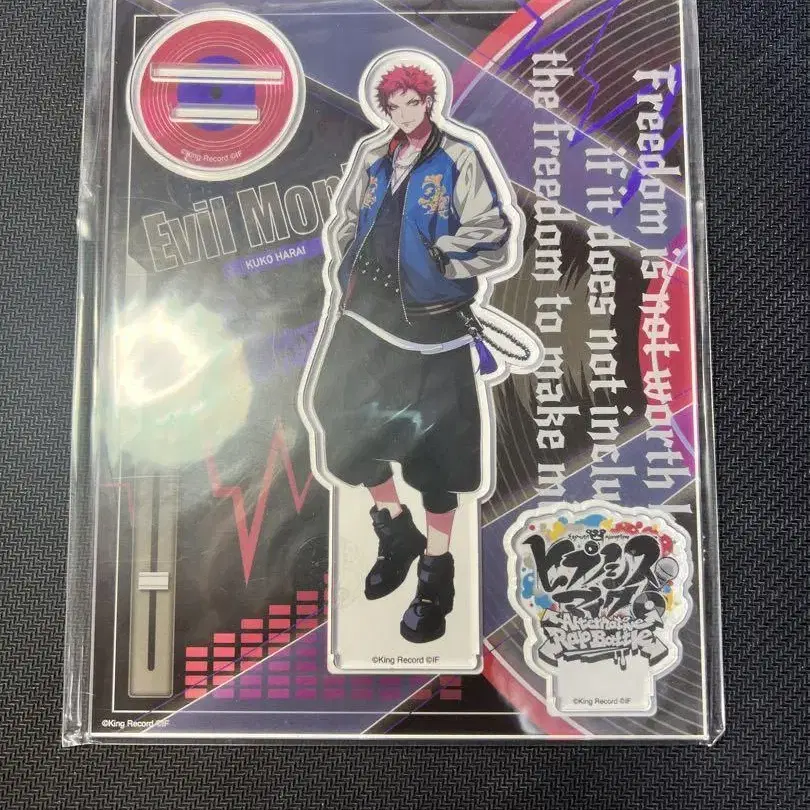 ©King Record ©IF
Evil Mon
KUKO HARAI
Freedom is not worth
if it does not inclu
the freedom to make mi
ヒプノシス
マイク
Alternative
Rap Battle
©King Record ©IF
©King Record ©IF
©King Record ©IF